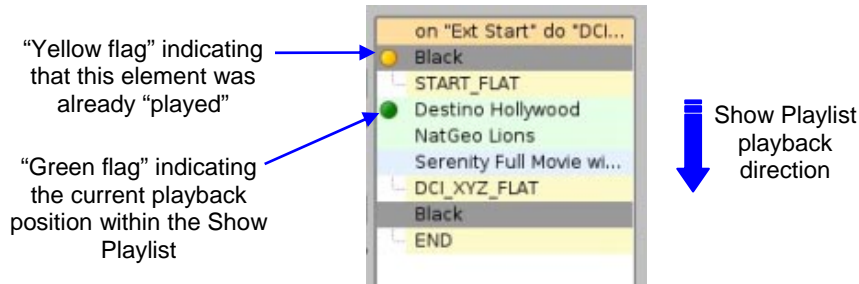 “Yellow flag” indicating
that this element was
already “played”
“Green flag” indicating
the current playback
position within the Show
Playlist
on "Ext Start" do "DCI...
Black
START_FLAT
Destino Hollywood
NatGeo Lions
Serenity Full Movie wi...
DCI_XYZ_FLAT
Black
END
Show Playlist
playback
direction